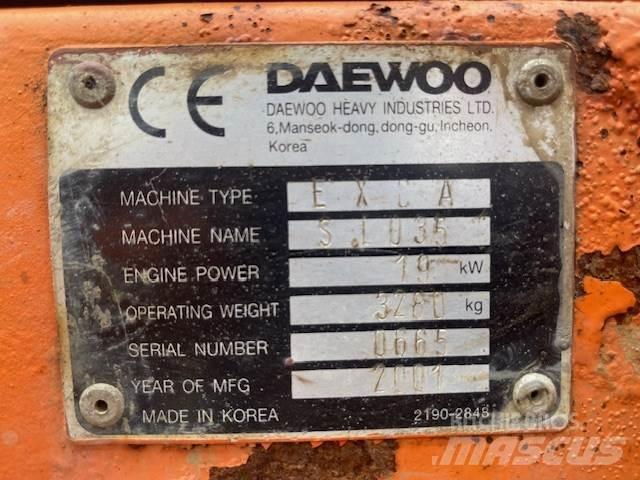 CE DAEWOO
DAEWOO HEAVY INDUSTRIES LTD.
6,Manseok-dong, dong-gu, Incheon,
Korea
MACHINE TYPE EXCA
MACHINE NAME S.L035
ENGINE POWER 19 kW
OPERATING WEIGHT 3280 kg
SERIAL NUMBER 0665
YEAR OF MFG 2001
MADE IN KOREA 2190-2848
MASCUS